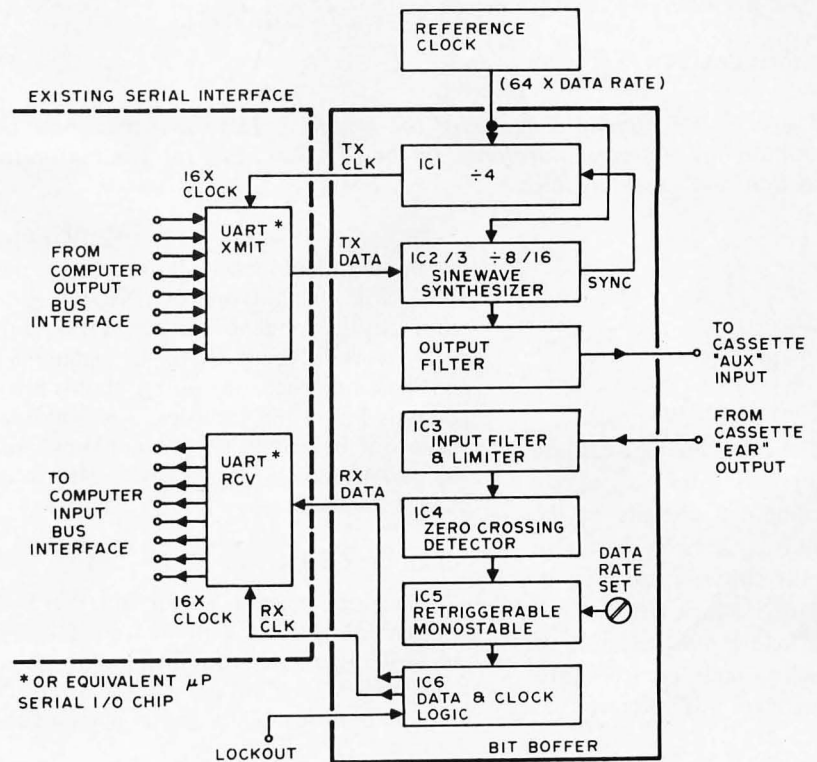 REFERENCE
CLOCK
(64 X DATA RATE)
EXISTING SERIAL INTERFACE
TX
CLK
IC1
÷4
16X
CLOCK
UART *
XMIT
TX
DATA
FROM
COMPUTER
OUTPUT
BUS
INTERFACE
IC2/3 ÷8/16
SINEWAVE
SYNTHESIZER
SYNC
OUTPUT
FILTER
TO
CASSETTE
"AUX"
INPUT
IC3
INPUT FILTER
& LIMITER
FROM
CASSETTE
"EAR"
OUTPUT
UART *
RCV
RX
DATA
TO
COMPUTER
INPUT
BUS
INTERFACE
IC4
ZERO CROSSING
DETECTOR
DATA
RATE
SET
16X
CLOCK
RX
CLK
IC5
RETRIGGERABLE
MONOSTABLE
IC6
DATA & CLOCK
LOGIC
*OR EQUIVALENT µP
SERIAL I/O CHIP
LOCKOUT
BIT BOFFER